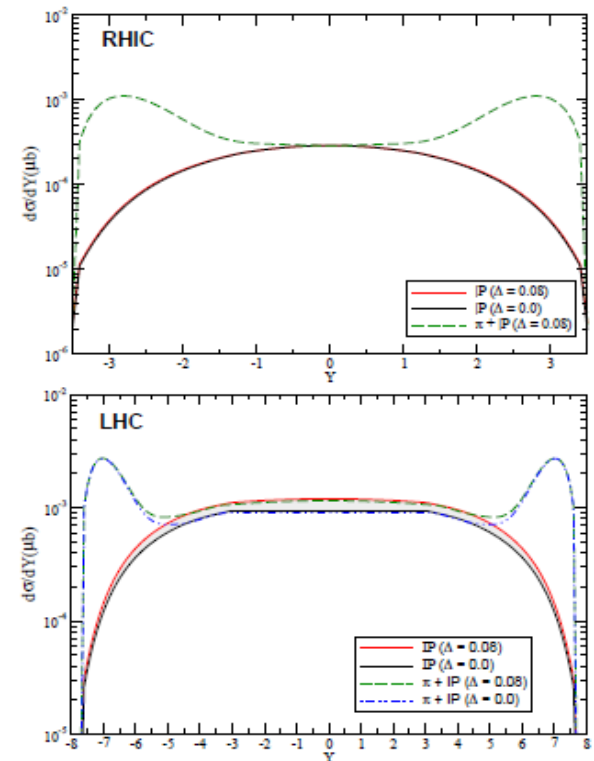 RHIC
10^-2
10^-3
10^-4
10^-5
10^-6
dσ/dY(μb)
-3 -2 -1 0 1 2 3
Y
IP (Δ = 0.08)
IP (Δ = 0.0)
π + IP (Δ = 0.08)
LHC
10^-2
10^-3
10^-4
10^-5
dσ/dY(μb)
-8 -7 -6 -5 -4 -3 -2 -1 0 1 2 3 4 5 6 7 8
Y
IP (Δ = 0.08)
IP (Δ = 0.0)
π + IP (Δ = 0.08)
π + IP (Δ = 0.0)